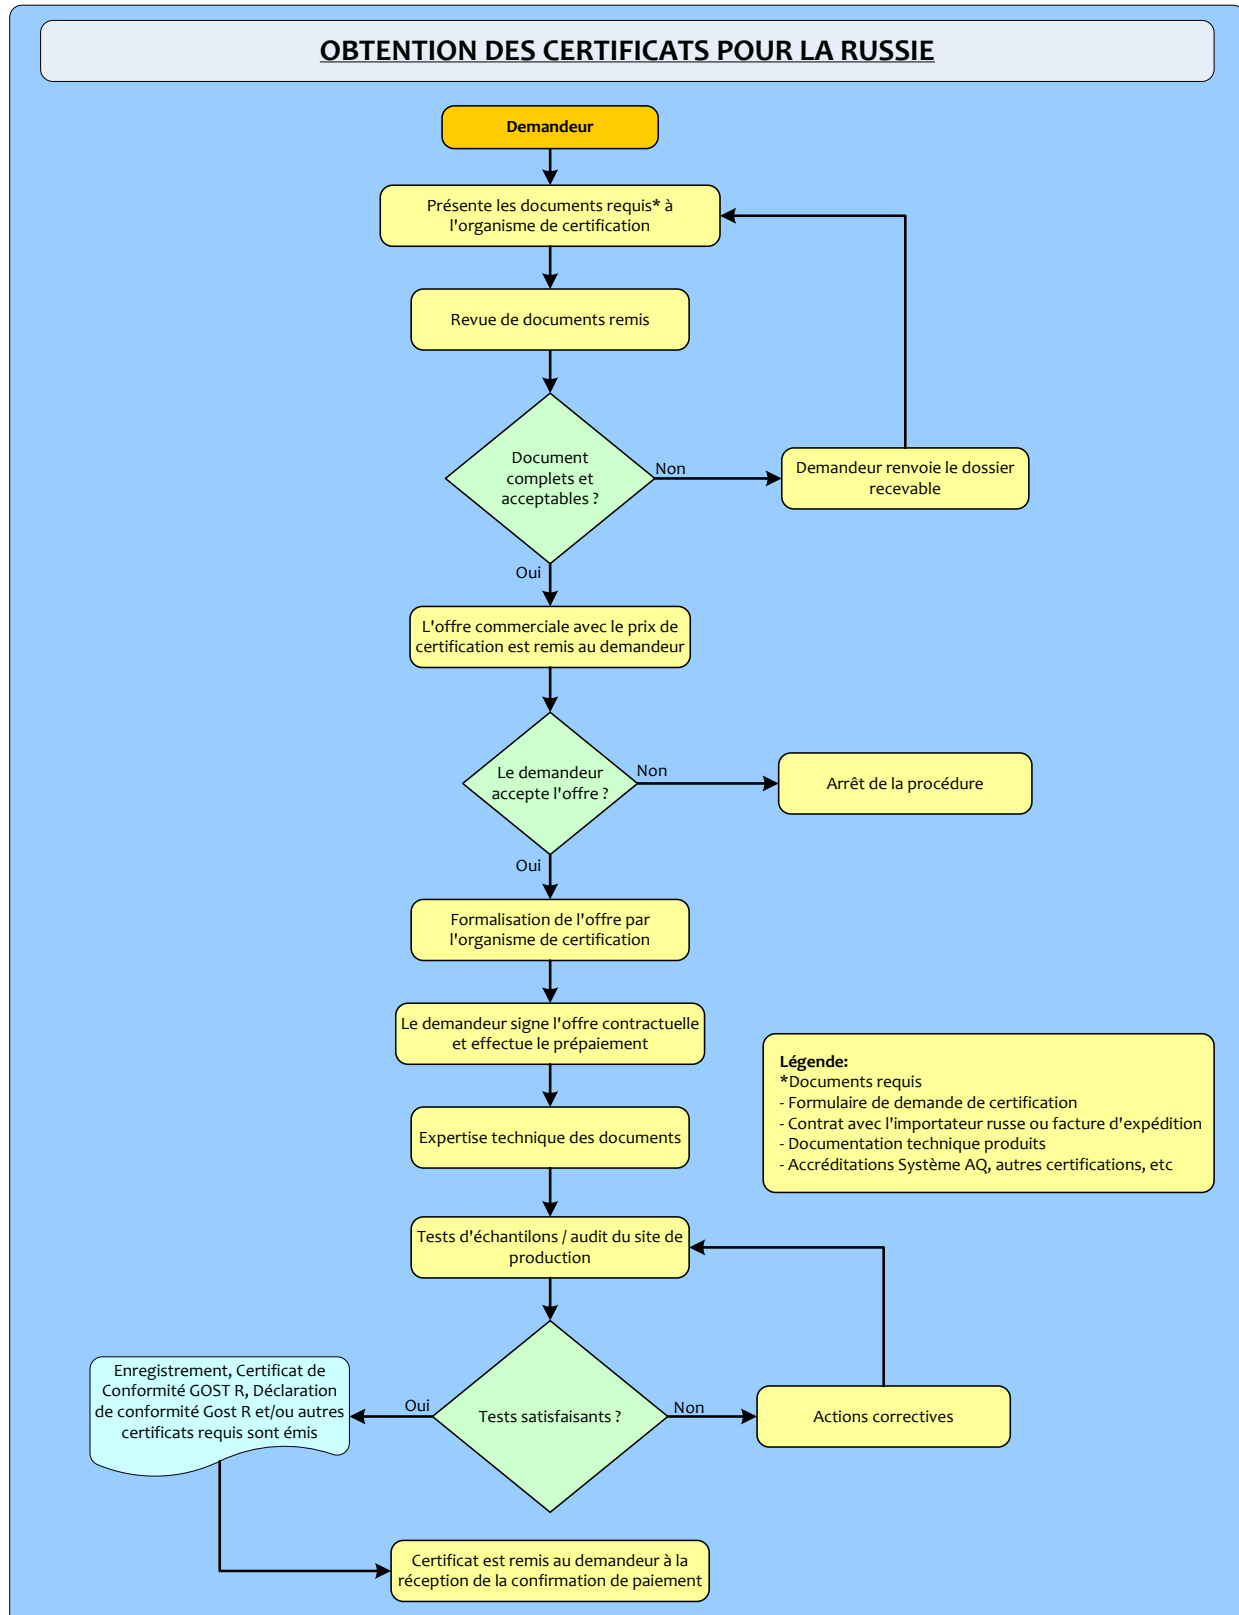 OBTENTION DES CERTIFICATS POUR LA RUSSIE
Demandeur
Présente les documents requis* à
l'organisme de certification
Revue de documents remis
Document
complets et
acceptables ?
Non
Demandeur renvoie le dossier
recevable
Oui
L'offre commerciale avec le prix de
certification est remis au demandeur
Le demandeur
accepte l'offre ?
Non
Arrêt de la procédure
Oui
Formalisation de l'offre par
l'organisme de certification
Le demandeur signe l'offre contractuelle
et effectue le prépaiement
Légende:
*Documents requis
- Formulaire de demande de certification
- Contrat avec l'importateur russe ou facture d'expédition
- Documentation technique produits
- Accréditations Système AQ, autres certifications, etc
Expertise technique des documents
Tests d'échantilons / audit du site de
production
Tests satisfaisants ?
Non
Actions correctives
Oui
Enregistrement, Certificat de
Conformité GOST R, Déclaration
de conformité Gost R et/ou autres
certificats requis sont émis
Certificat est remis au demandeur à la
réception de la confirmation de paiement